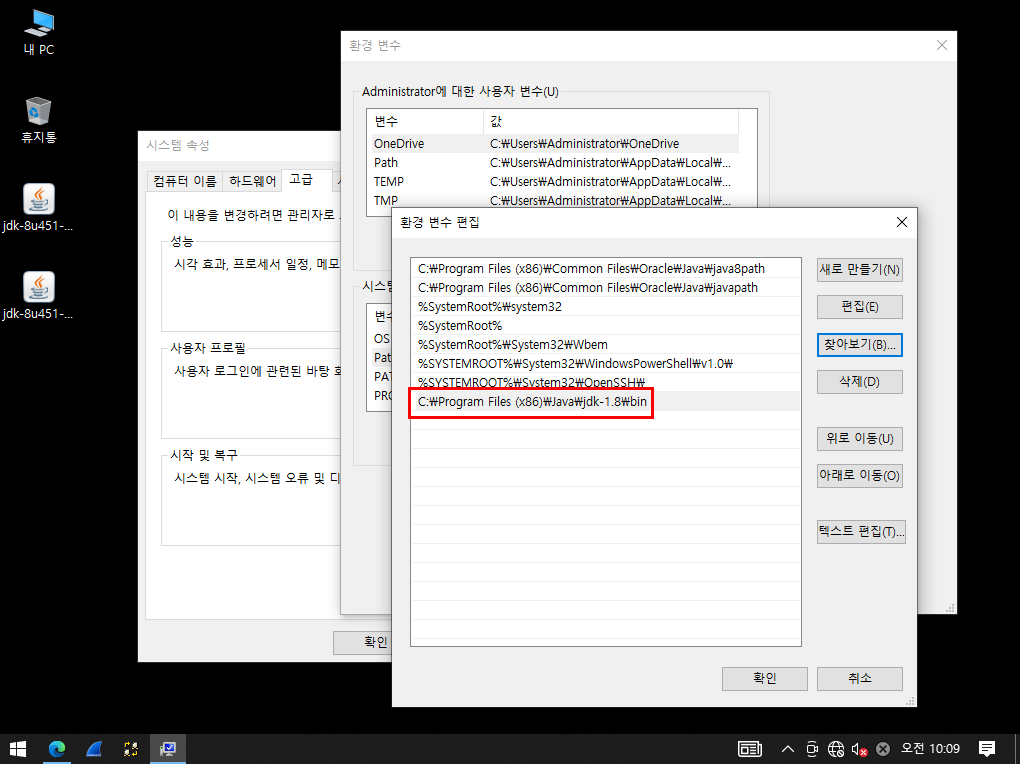 내 PC
휴지통
jdk-8u451-...
jdk-8u451-...
시스템 속성
컴퓨터 이름
하드웨어
고급
이 내용을 변경하려면 관리자로
성능
시각 효과, 프로세서 일정, 메모
사용자 프로필
사용자 로그인에 관련된 바탕 화
시작 및 복구
시스템 시작, 시스템 오류 및 디
확인
환경 변수
Administrator에 대한 사용자 변수(U)
변수 값
OneDrive C:₩Users₩Administrator₩OneDrive
Path C:₩Users₩Administrator₩AppData₩Local₩...
TEMP C:₩Users₩Administrator₩AppData₩Local₩...
TMP C:₩Users₩Administrator₩AppData₩Local₩...
시스템
변수
OS
Pat
PAT
PRO
환경 변수 편집
C:₩Program Files (x86)₩Common Files₩Oracle₩Java₩java8path
C:₩Program Files (x86)₩Common Files₩Oracle₩Java₩javapath
%SystemRoot%₩system32
%SystemRoot%
%SystemRoot%₩System32₩Wbem
%SYSTEMROOT%₩System32₩WindowsPowerShell₩v1.0₩
%SYSTEMROOT%₩System32₩OpenSSH₩
C:₩Program Files (x86)₩Java₩jdk-1.8₩bin
새로 만들기(N)
편집(E)
찾아보기(B)...
삭제(D)
위로 이동(U)
아래로 이동(O)
텍스트 편집(T)...
확인
취소
오전 10:09